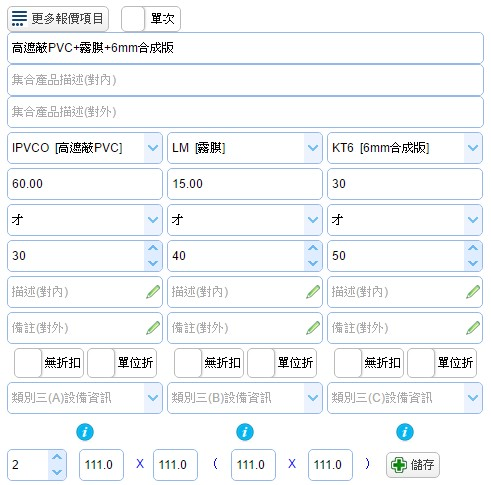 更多報價項目 單次
高遮蔽PVC+霧膜+6mm合成版
集合產品描述(對內)
集合產品描述(對外)
IPVCO [高遮蔽PVC] LM [霧膜] KT6 [6mm合成版]
60.00 15.00 30
才 才 才
30 40 50
描述(對內) 描述(對內) 描述(對內)
備註(對外) 備註(對外) 備註(對外)
無折扣 單位折 無折扣 單位折 無折扣 單位折
類別三(A)設備資訊 類別三(B)設備資訊 類別三(C)設備資訊
2 111.0 X 111.0 ( 111.0 X 111.0 ) 儲存